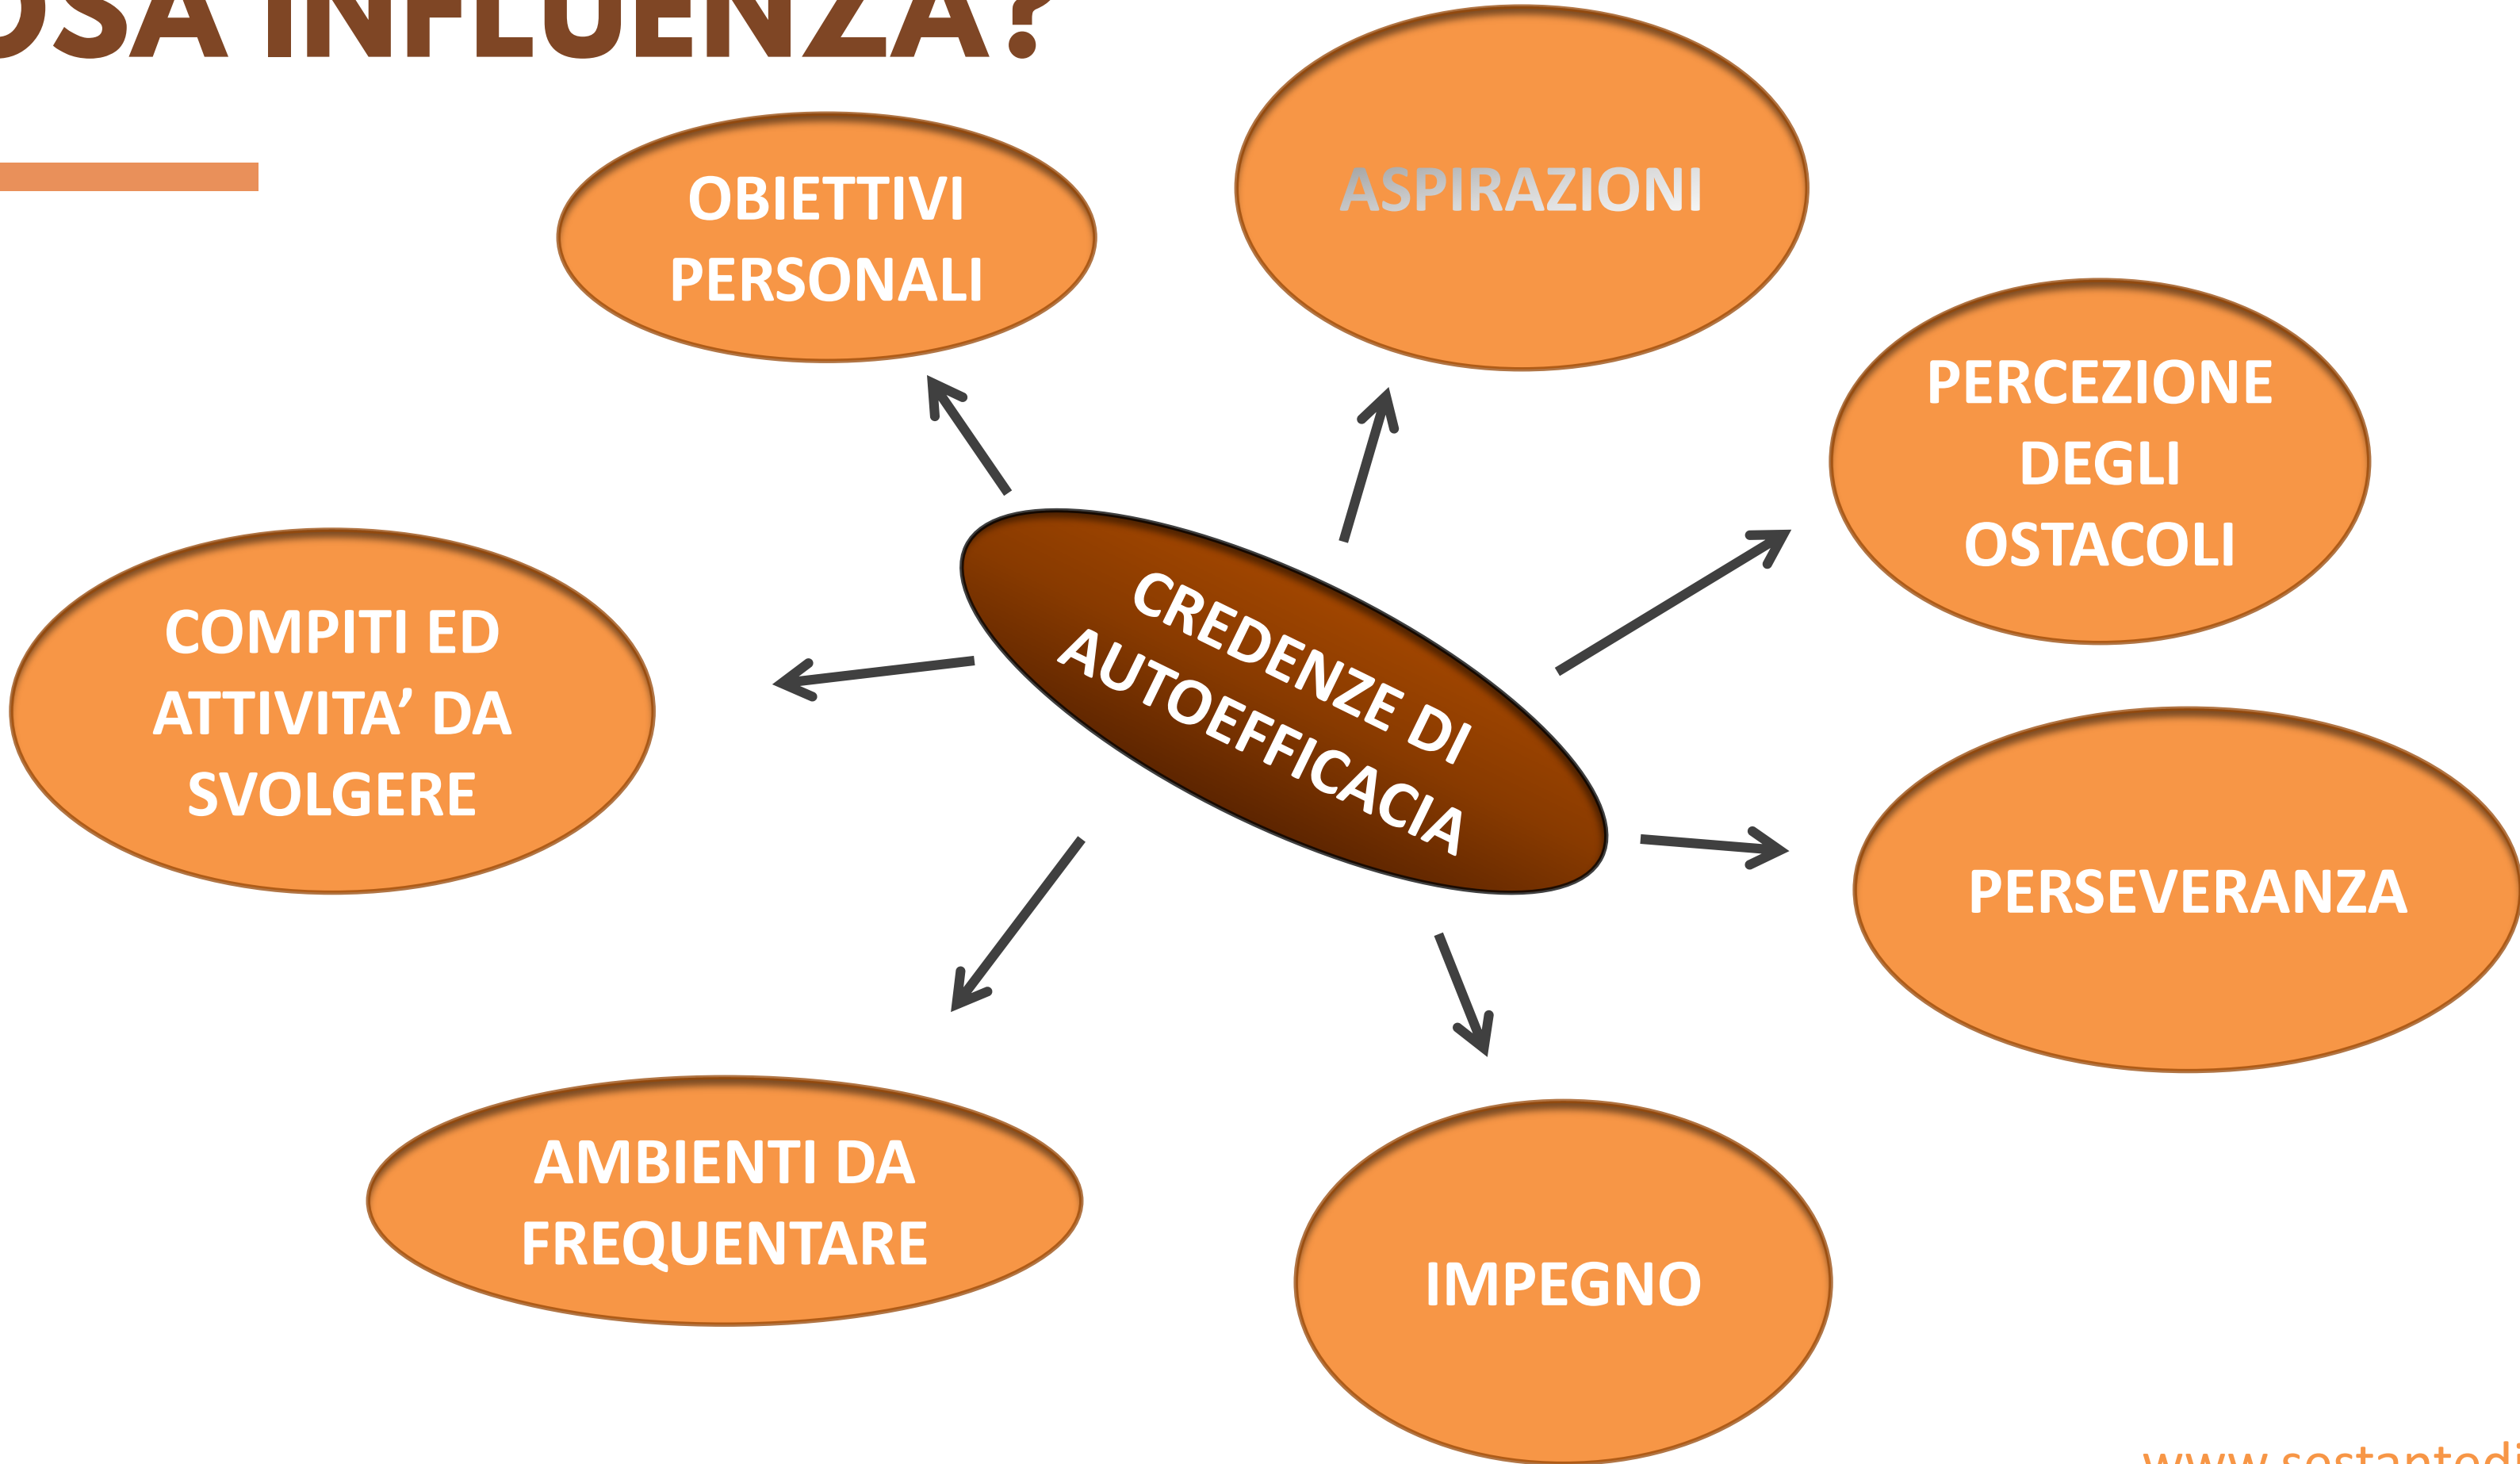 OSA INFLUENZA?
OBIETTIVI
PERSONALI
ASPIRAZIONI
PERCEZIONE
DEGLI
OSTACOLI
COMPITI ED
ATTIVITA’ DA
SVOLGERE
CREDENZE DI
AUTOEFFICACIA
PERSEVERANZA
AMBIENTI DA
FREQUENTARE
IMPEGNO